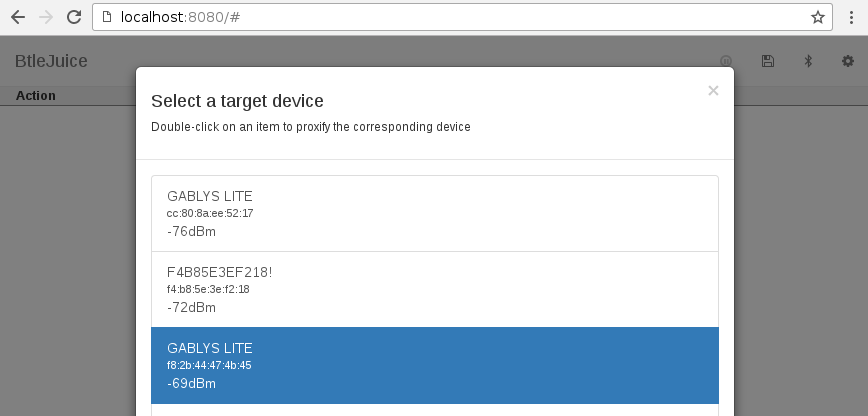 localhost:8080/#
BtleJuice
Action
Select a target device
×
Double-click on an item to proxify the corresponding device
GABLYS LITE
cc:80:8a:ee:52:17
-76dBm
F4B85E3EF218!
f4:b8:5e:3e:f2:18
-72dBm
GABLYS LITE
f8:2b:44:47:4b:45
-69dBm